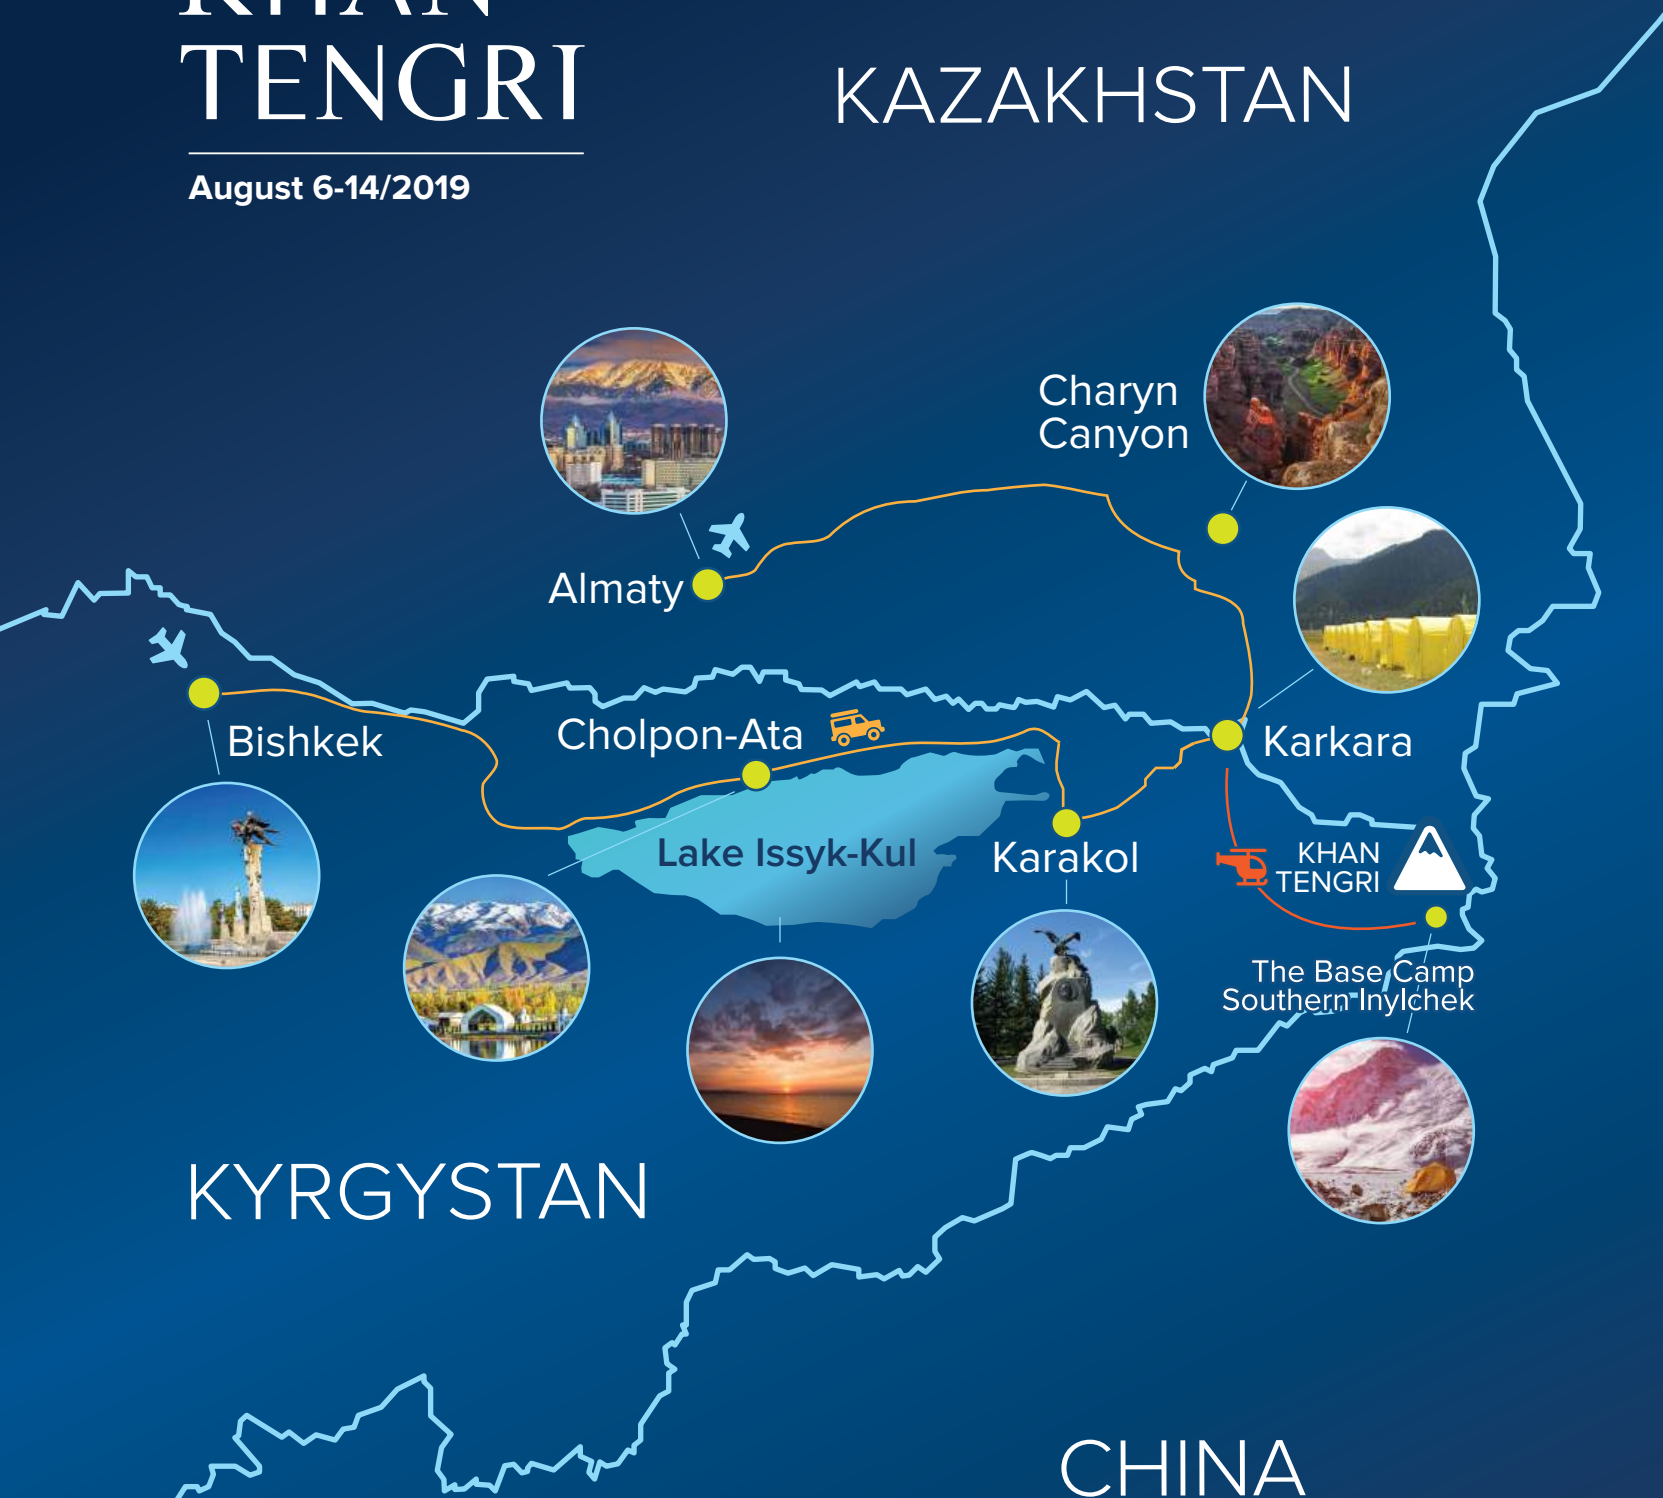 KHAN
TENGRI
August 6-14/2019
KAZAKHSTAN
Charyn
Canyon
Almaty
Bishkek
Cholpon-Ata
Karkara
Lake Issyk-Kul
Karakol
KHAN
TENGRI
The Base Camp
Southern Inylchek
KYRGYSTAN
CHINA